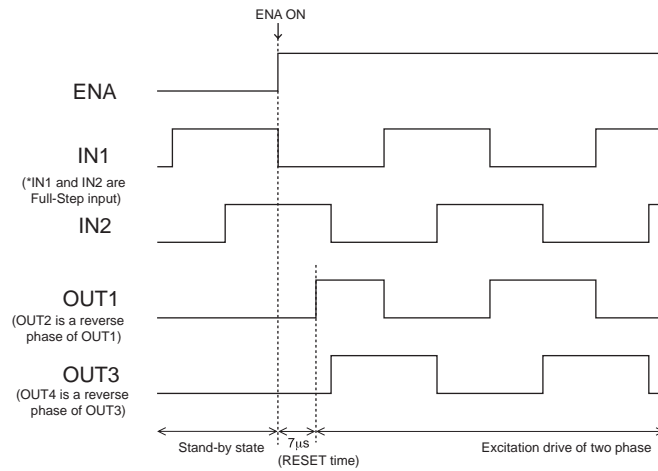 ENA ON
ENA
IN1
(*IN1 and IN2 are
Full-Step input)
IN2
OUT1
(OUT2 is a reverse
phase of OUT1)
OUT3
(OUT4 is a reverse
phase of OUT3)
Stand-by state
7μs
(RESET time)
Excitation drive of two phase